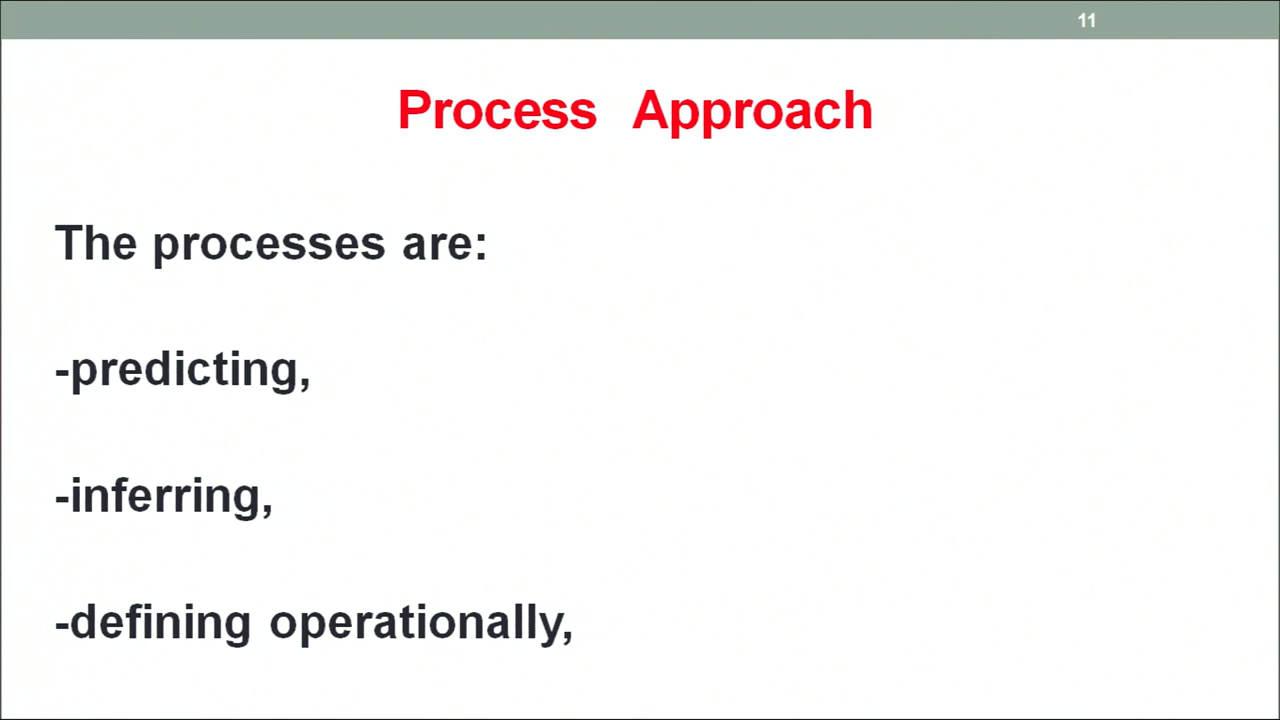 11
Process Approach
The processes are:
-predicting,
-inferring,
-defining operationally,